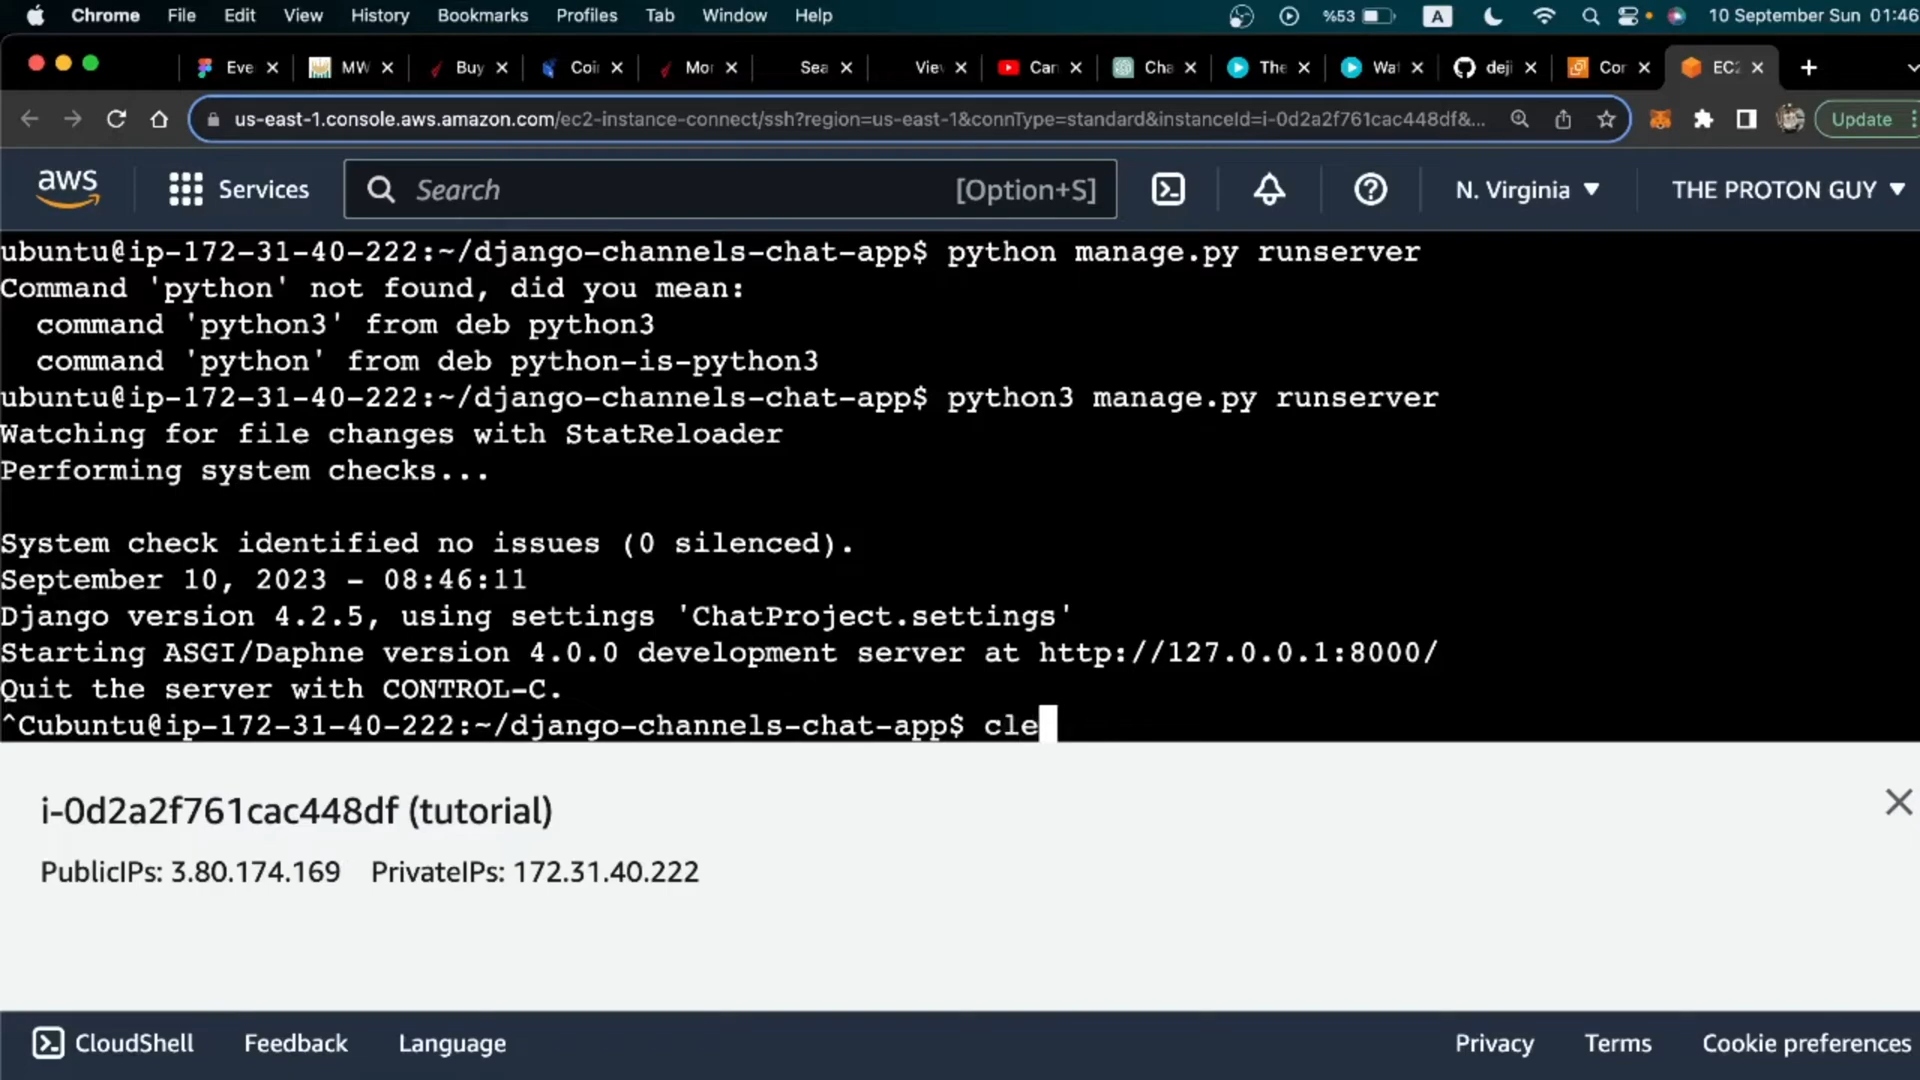 Chrome File Edit View History Bookmarks Profiles Tab Window Help %53 A 10 September Sun 01:46
Eve MW Buy Coi Mor Sea Viev Car Cha The Wat deji Cor EC2
us-east-1.console.aws.amazon.com/ec2-instance-connect/ssh?region=us-east-1&connType=standard&instanceId=i-0d2a2f761cac448df&... Update
aws Services Search [Option+S] N. Virginia THE PROTON GUY
ubuntu@ip-172-31-40-222:~/django-channels-chat-app$ python manage.py runserver
Command 'python' not found, did you mean:
command 'python3' from deb python3
command 'python' from deb python-is-python3
ubuntu@ip-172-31-40-222:~/django-channels-chat-app$ python3 manage.py runserver
Watching for file changes with StatReloader
Performing system checks...
System check identified no issues (0 silenced).
September 10, 2023 - 08:46:11
Django version 4.2.5, using settings 'ChatProject.settings'
Starting ASGI/Daphne version 4.0.0 development server at http://127.0.0.1:8000/
Quit the server with CONTROL-C.
^Cubuntu@ip-172-31-40-222:~/django-channels-chat-app$ cle
i-0d2a2f761cac448df (tutorial)
PublicIPs: 3.80.174.169 PrivateIPs: 172.31.40.222
CloudShell Feedback Language Privacy Terms Cookie preferences